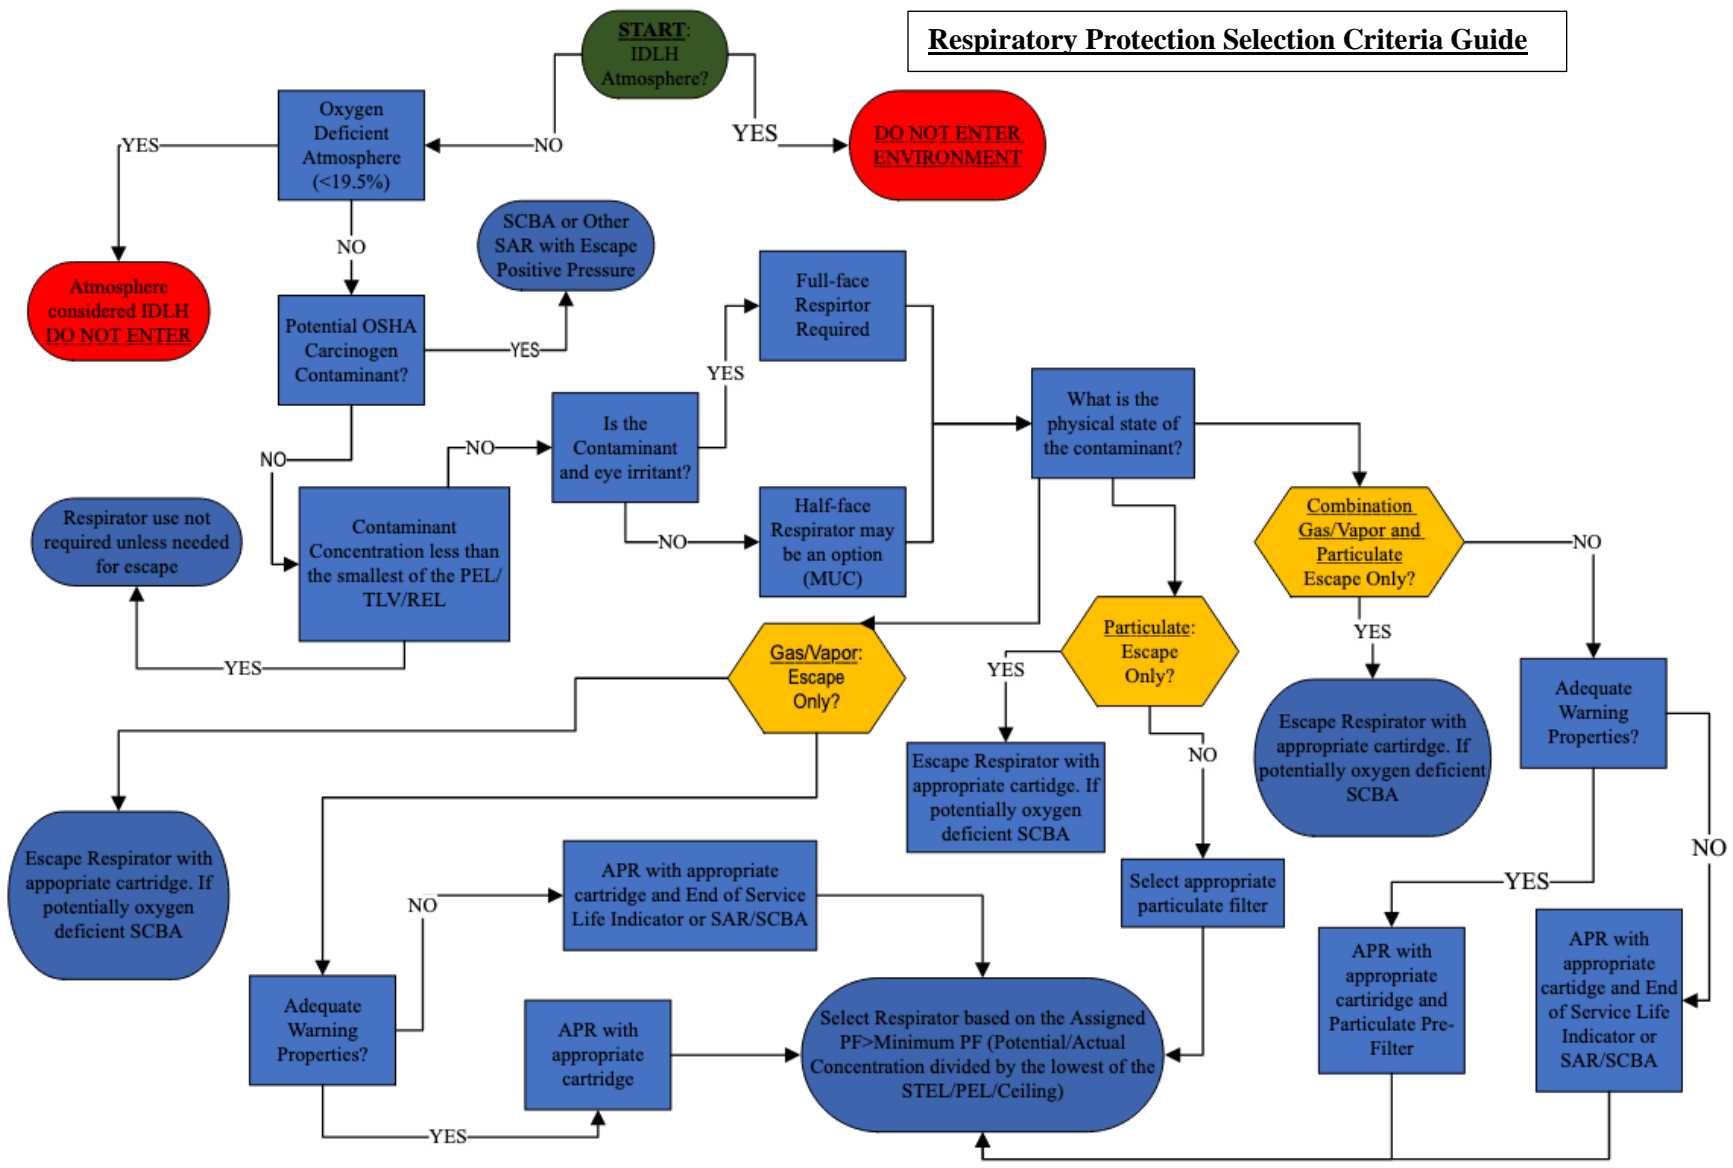 START:
IDLH
Atmosphere?
Respiratory Protection Selection Criteria Guide
Oxygen
Deficient
Atmosphere
(<19.5%)
YES
NO
YES
DO NOT ENTER
ENVIRONMENT
NO
SCBA or Other
SAR with Escape
Positive Pressure
Atmosphere
considered IDLH
DO NOT ENTER
Potential OSHA
Carcinogen
Contaminant?
YES
NO
Full-face
Respirtor
Required
YES
Is the
Contaminant
and eye irritant?
NO
What is the
physical state of
the contaminant?
Respirator use not
required unless needed
for escape
Contaminant
Concentration less than
the smallest of the PEL/
TLV/REL
YES
NO
Half-face
Respirator may
be an option
(MUC)
Combination
Gas/Vapor and
Particulate
Escape Only?
NO
YES
Gas/Vapor:
Escape
Only?
Particulate:
Escape
Only?
YES
NO
Adequate
Warning
Properties?
Escape Respirator with
appropriate cartirdge. If
potentially oxygen deficient
SCBA
Escape Respirator with
appropriate cartidge. If
potentially oxygen
deficient SCBA
NO
YES
Escape Respirator with
appopriate cartridge. If
potentially oxygen
deficient SCBA
APR with appropriate
cartridge and End of Service
Life Indicator or SAR/SCBA
NO
Select appropriate
particulate filter
APR with
appropriate
cartiridge and
Particulate Pre-
Filter
APR with
appropriate
cartidge and End
of Service Life
Indicator or
SAR/SCBA
Adequate
Warning
Properties?
YES
APR with
appropriate
cartridge
Select Respirator based on the Assigned
PF>Minimum PF (Potential/Actual
Concentration divided by the lowest of the
STEL/PEL/Ceiling)